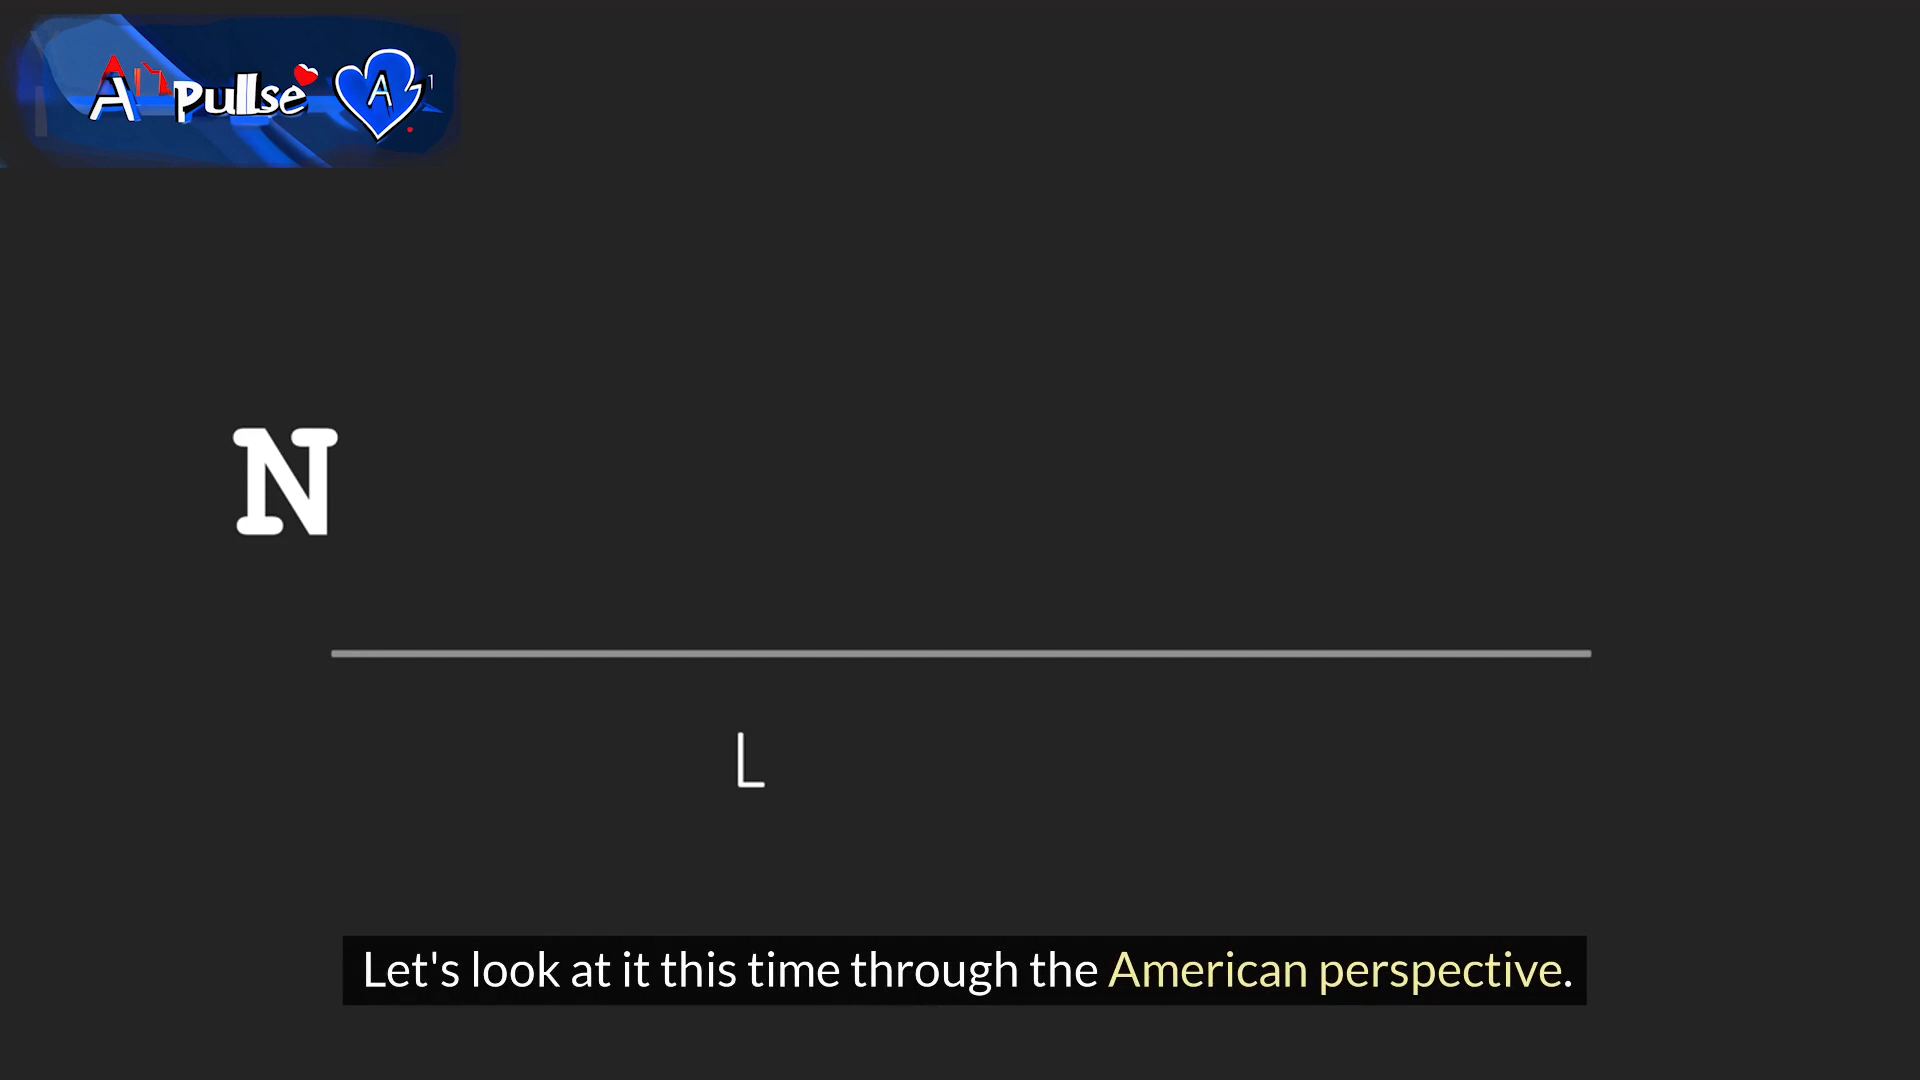 A pullse A
N
L
Let's look at it this time through the American perspective.